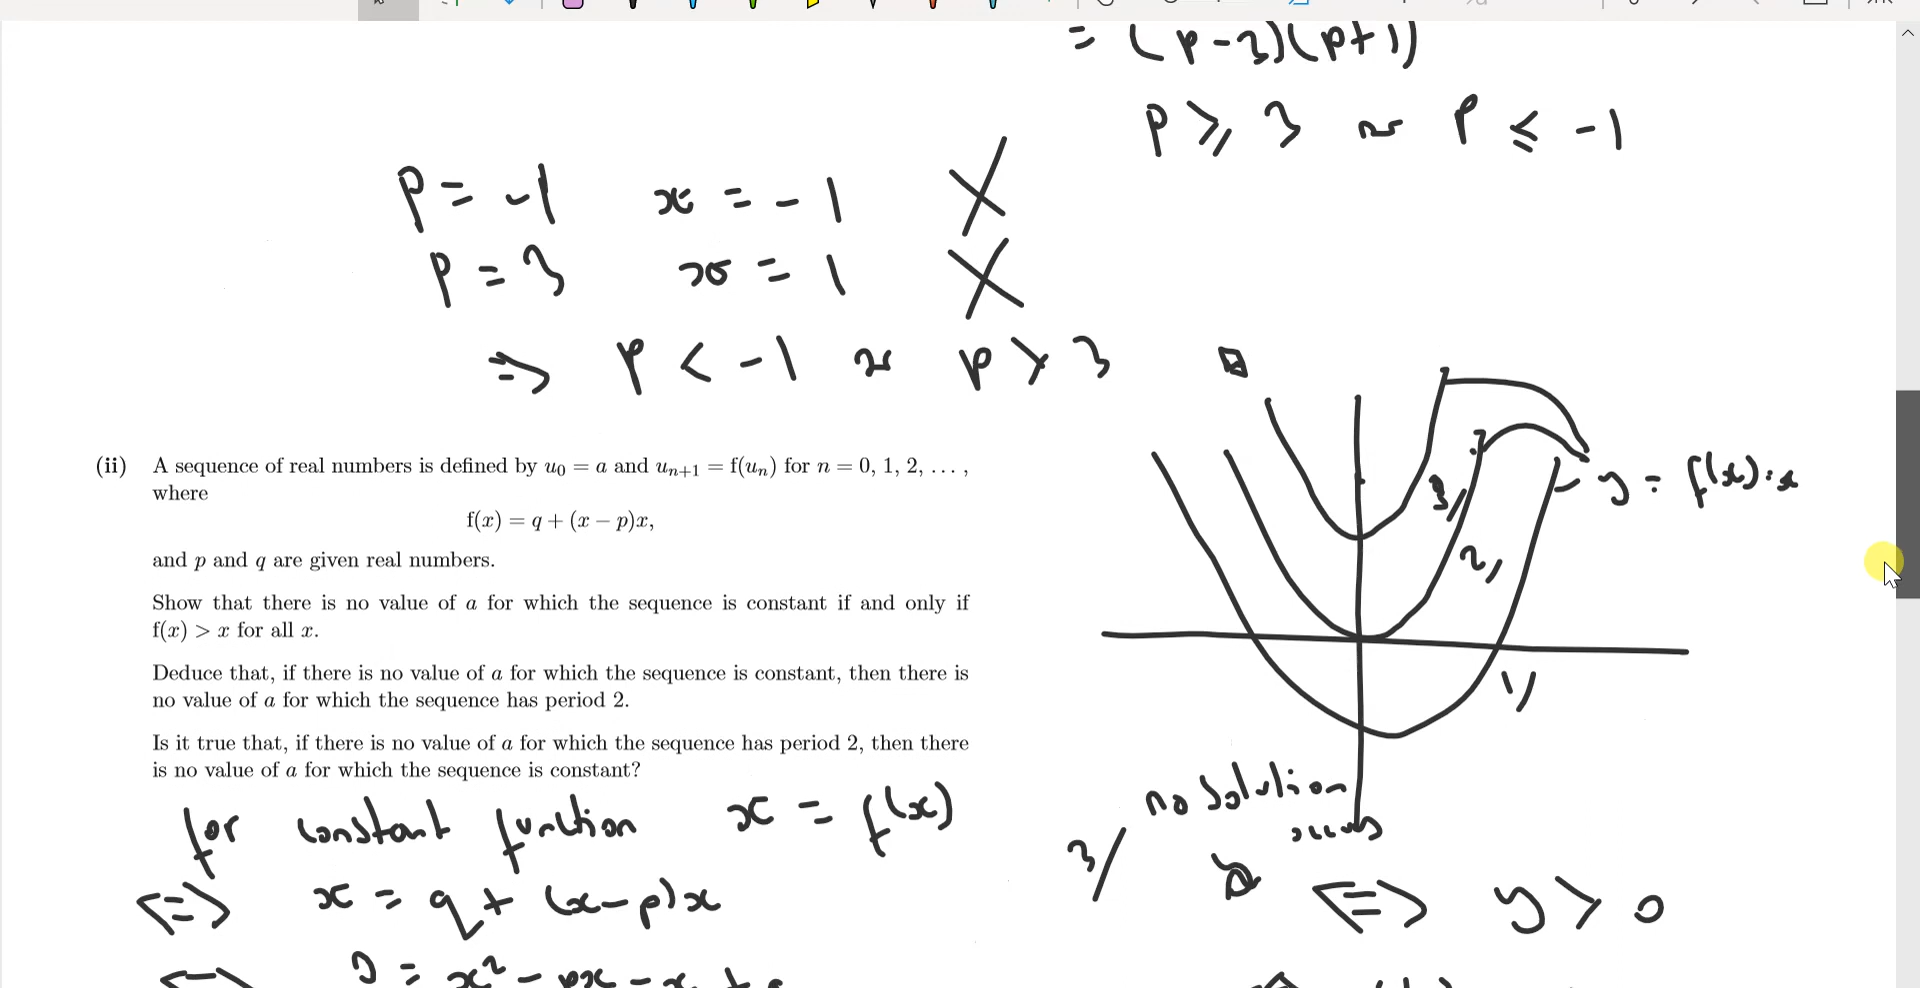 = (p-3)(p+1)
p ⩾ 3 or p ≤ -1
p = -1 x = -1 X
p = 3 x = 1 X
=> p < -1 or p > 3
(ii) A sequence of real numbers is defined by u₀ = a and uₙ₊₁ = f(uₙ) for n = 0, 1, 2, ... ,
where
f(x) = q + (x − p)x,
and p and q are given real numbers.
Show that there is no value of a for which the sequence is constant if and only if
f(x) > x for all x.
Deduce that, if there is no value of a for which the sequence is constant, then there is
no value of a for which the sequence has period 2.
Is it true that, if there is no value of a for which the sequence has period 2, then there
is no value of a for which the sequence is constant?
y = f(x)-x
3/
2/
1/
for constant function x = f(x)
<=> x = q + (x-p)x
0 = x² - px - x +
3/ no solution
<=> y > 0